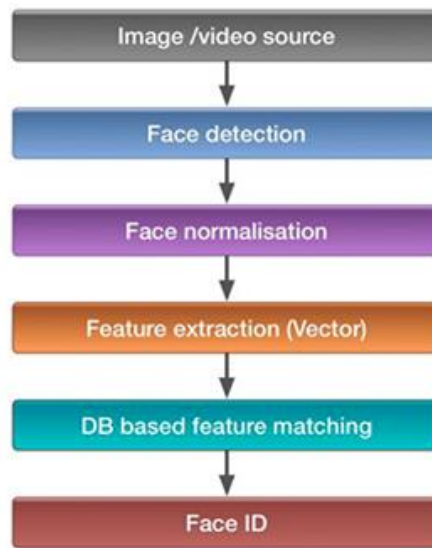 Image /video source
Face detection
Face normalisation
Feature extraction (Vector)
DB based feature matching
Face ID